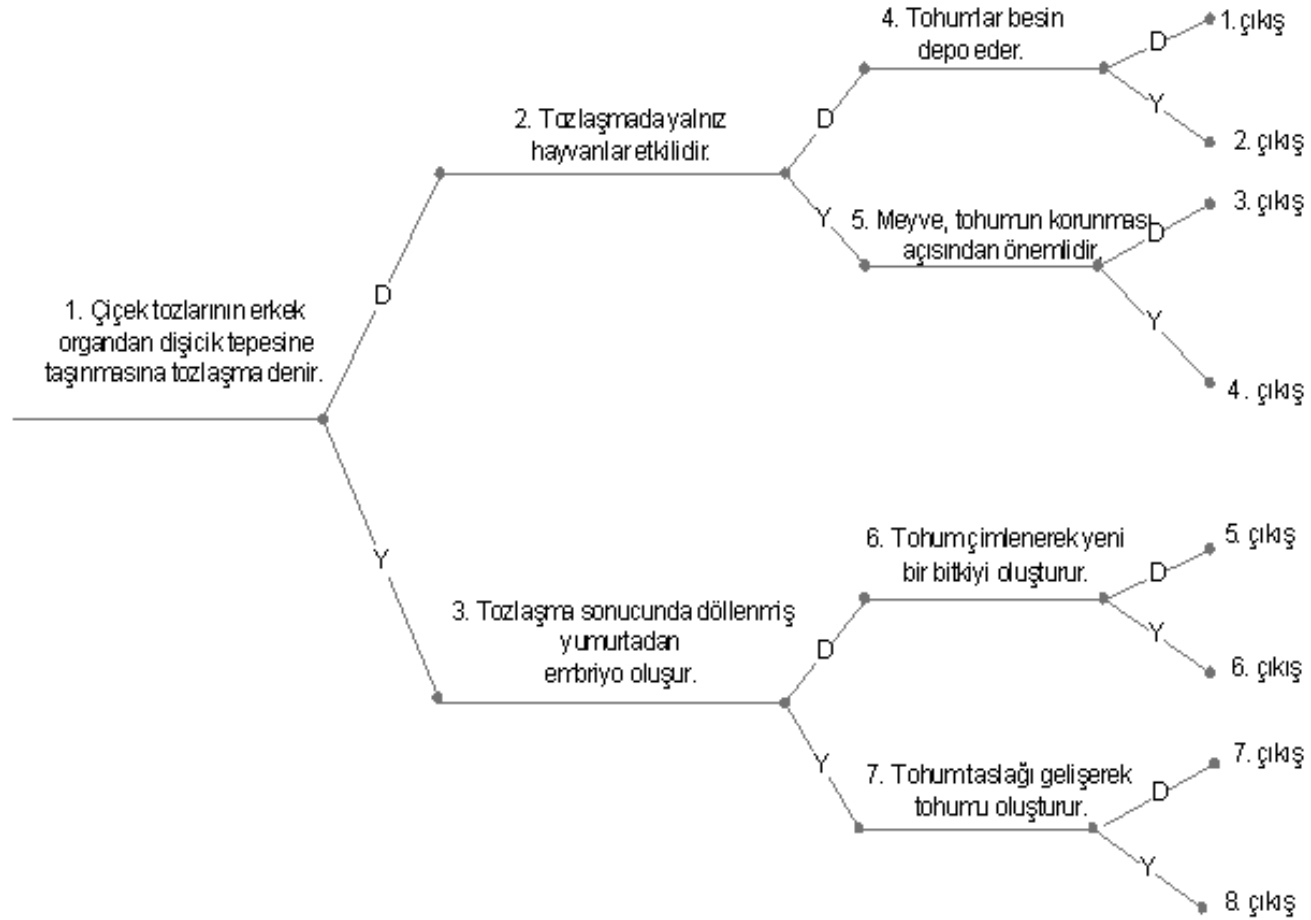 4. Tohumlar besin
depo eder.
D
1. çıkış
Y
2. çıkış
2. Tozlaşmada yalnız
hayvanlar etkilidir.
D
Y
5. Meyve, tohumun korunması
açısından önemlidir.
D
3. çıkış
Y
4. çıkış
1. Çiçek tozlarının erkek
organdan dişicik tepesine
taşınmasına tozlaşma denir.
D
Y
3. Tozlaşma sonucunda döllenmiş
yumurtadan
embriyo oluşur.
D
Y
6. Tohum çimlenerek yeni
bir bitkiyi oluşturur.
D
5. çıkış
Y
6. çıkış
7. Tohum taslağı gelişerek
tohumu oluşturur.
D
7. çıkış
Y
8. çıkış